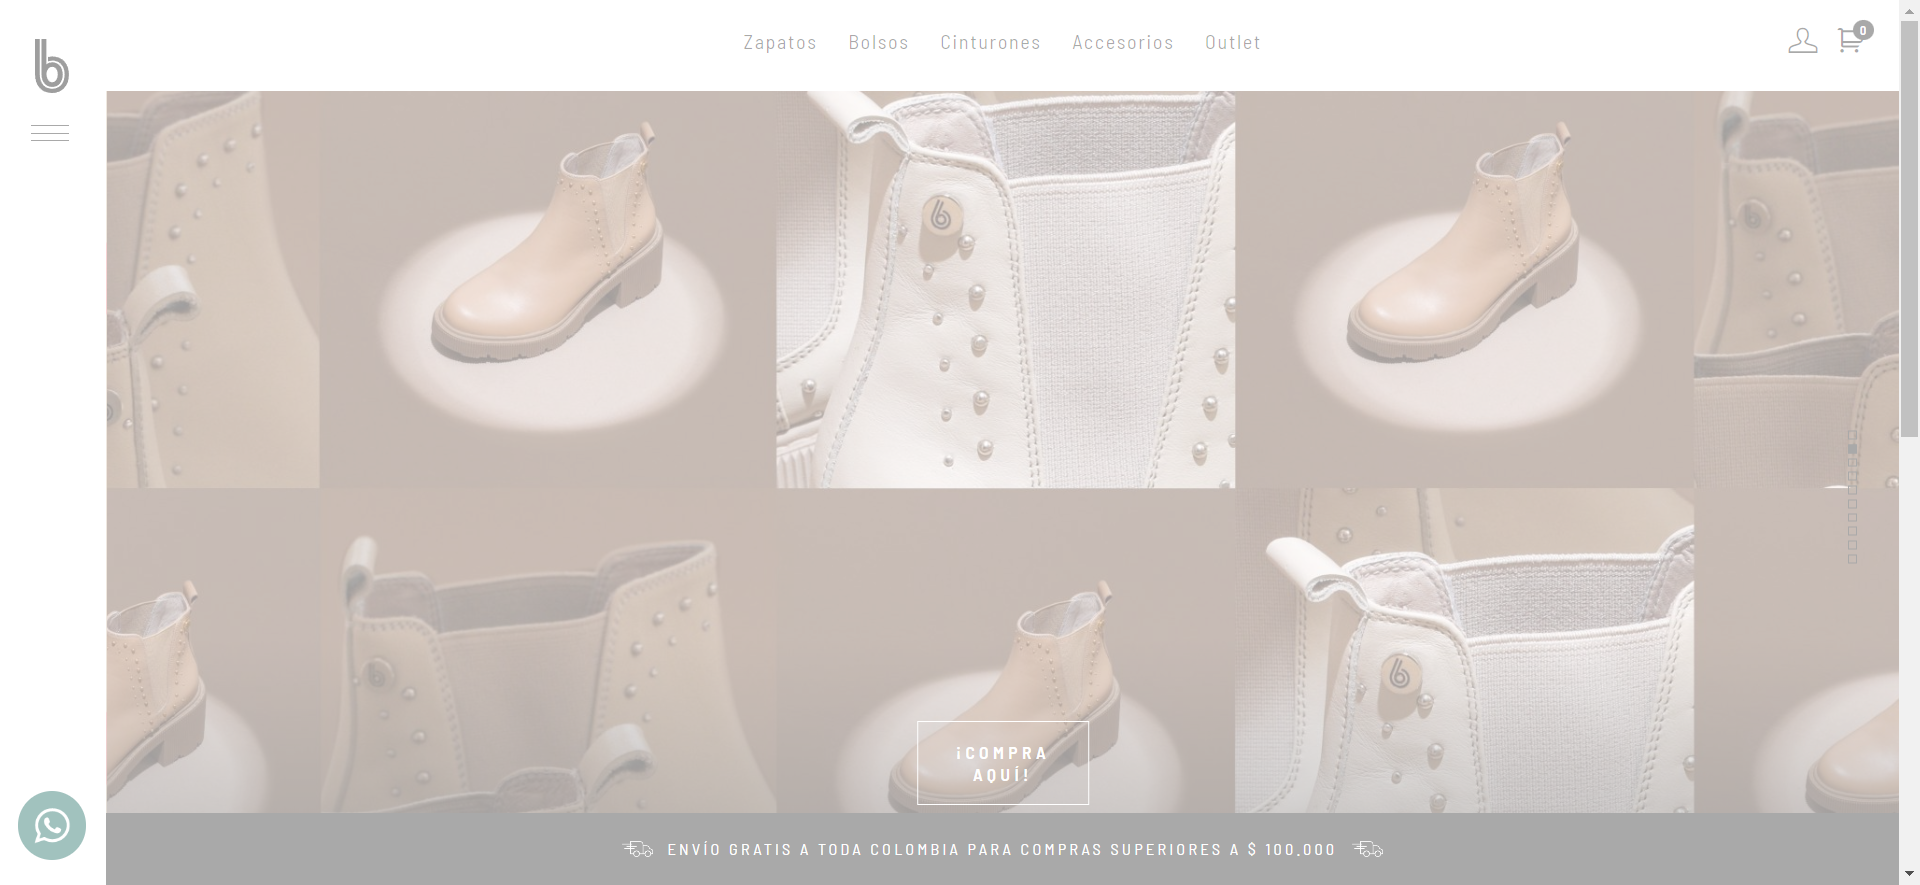 Zapatos Bolsos Cinturones Accesorios Outlet
0
b
b
b
¡COMPRA
AQUÍ!
ENVÍO GRATIS A TODA COLOMBIA PARA COMPRAS SUPERIORES A $ 100.000